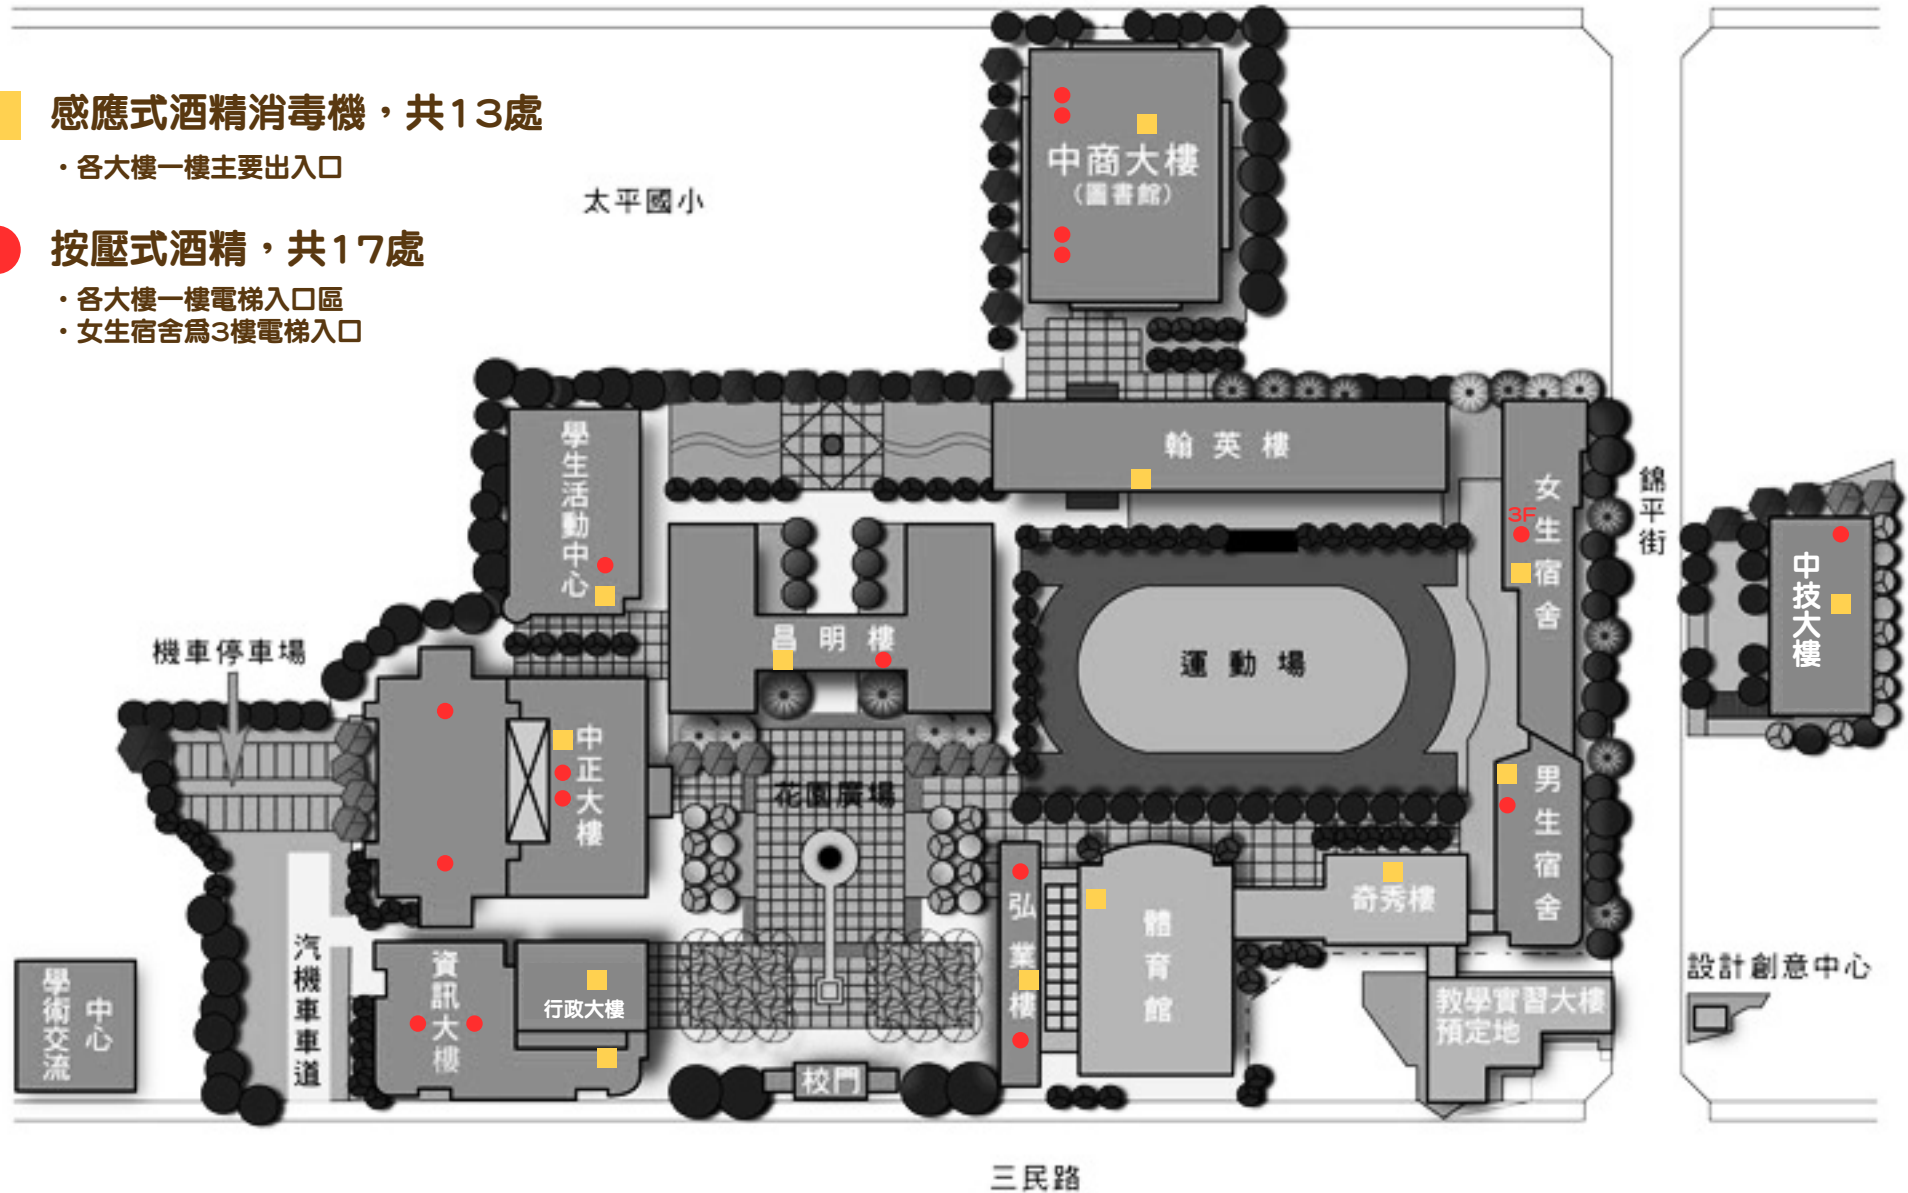 感應式酒精消毒機，共13處
・各大樓一樓主要出入口
按壓式酒精，共17處
・各大樓一樓電梯入口區
・女生宿舍為3樓電梯入口
太平國小
中商大樓
(圖書館)
學生活動中心
翰英樓
女生宿舍
3F
錦平街
中技大樓
昌明樓
運動場
機車停車場
中正大樓
花園廣場
男生宿舍
弘業樓
體育館
奇秀樓
汽機車車道
資訊大樓
行政大樓
學術交流
中心
校門
教學實習大樓
預定地
設計創意中心
三民路